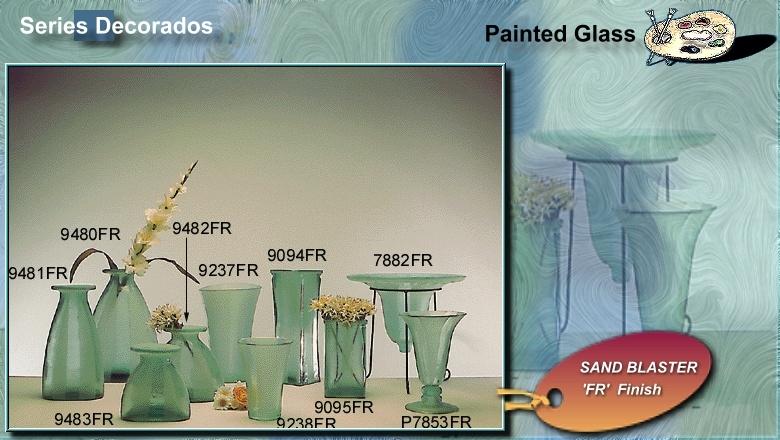 Series Decorados
Painted Glass
9480FR
9482FR
9481FR
9237FR
9094FR
7882FR
9483FR
9238FR
9095FR
P7853FR
SAND BLASTER
'FR' Finish